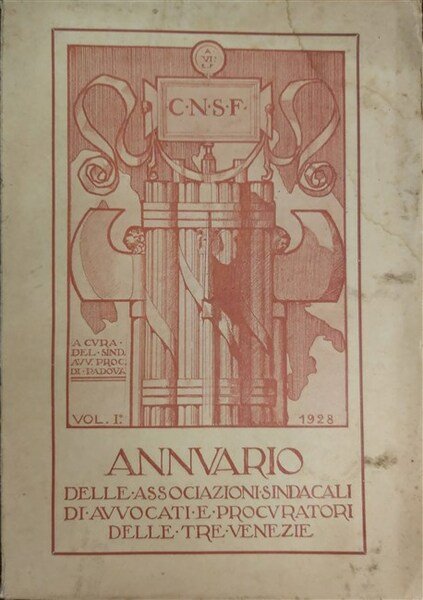 A
VI
C·N·S·F·
A CVRA·
DEL·SIND.
AVV. PROC.
DI·PADOVA
VOL. I.º
1928
ANNVARIO
DELLE·ASSOCIAZIONI·SINDACALI
DI·AVVOCATI·E·PROCVRATORI
DELLE·TRE·VENEZIE